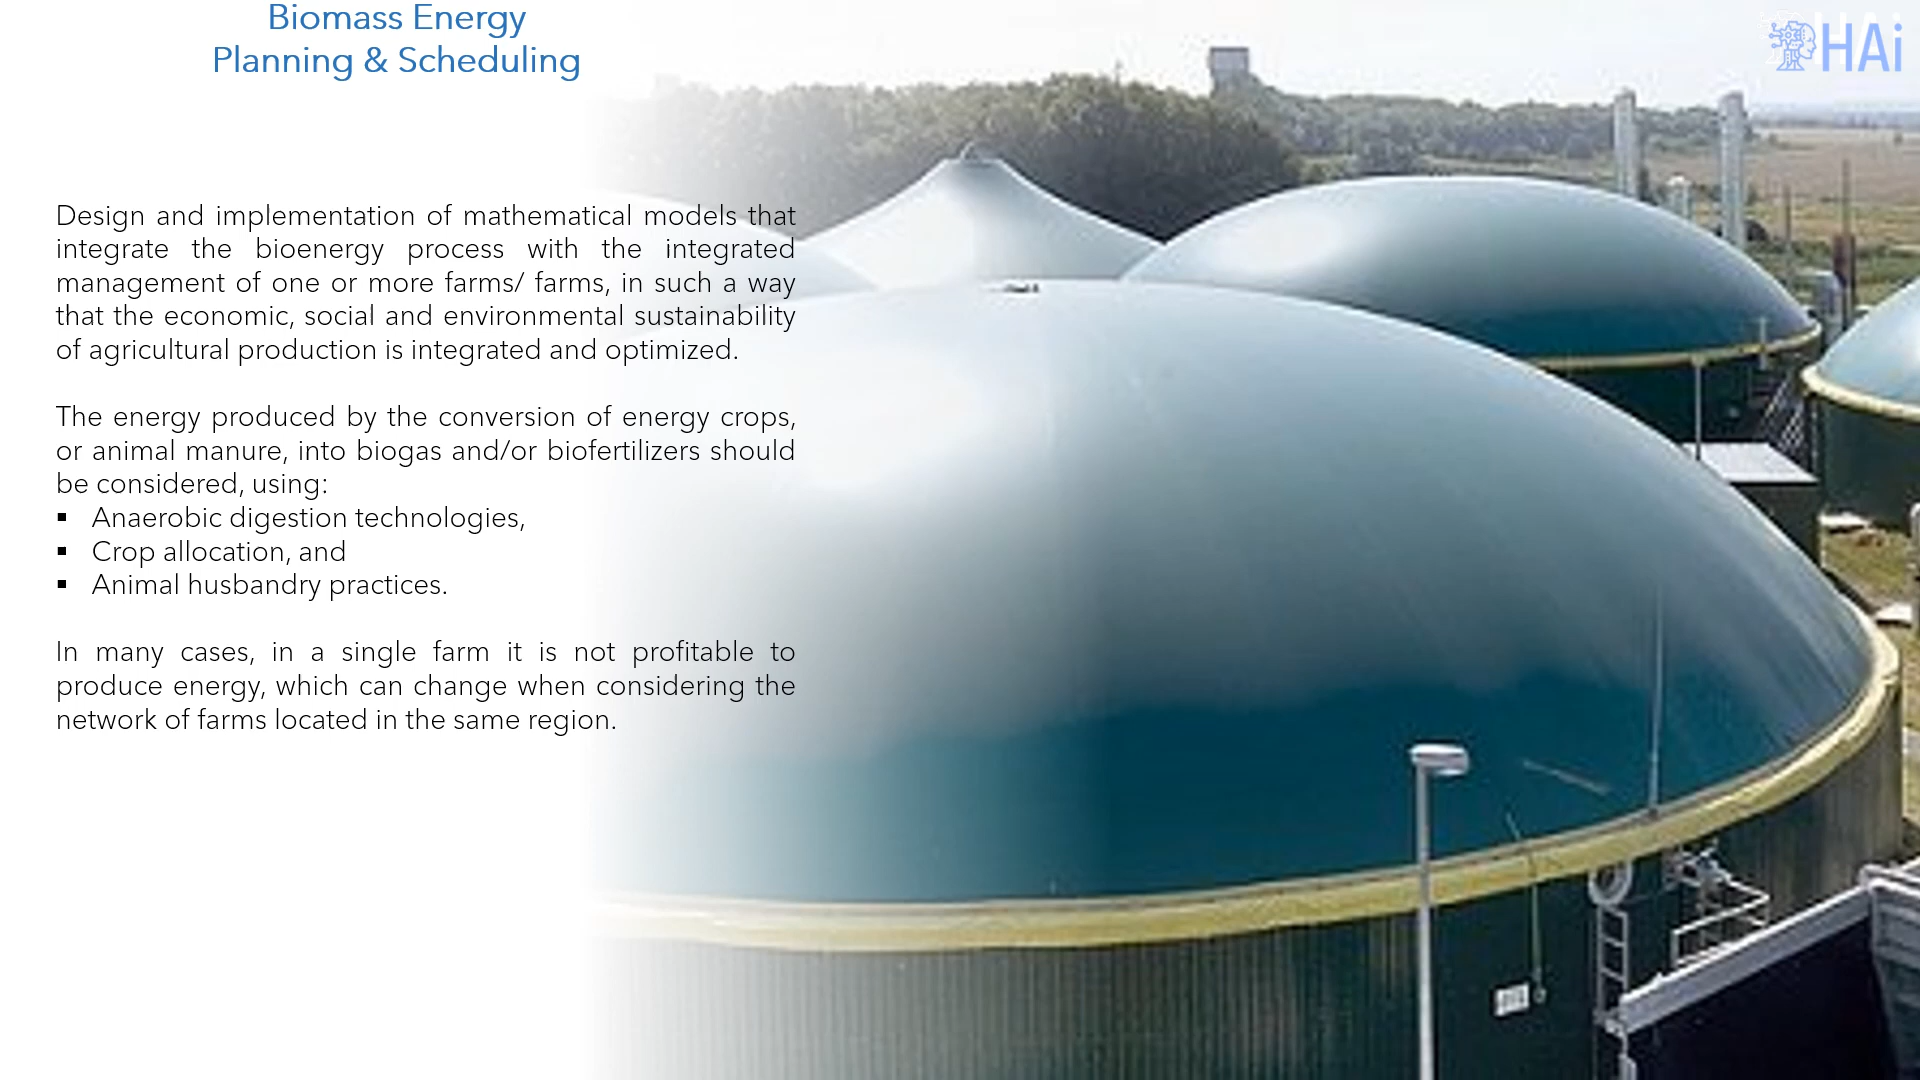 Biomass Energy
Planning & Scheduling
HAi
Design and implementation of mathematical models that
integrate the bioenergy process with the integrated
management of one or more farms/ farms, in such a way
that the economic, social and environmental sustainability
of agricultural production is integrated and optimized.
The energy produced by the conversion of energy crops,
or animal manure, into biogas and/or biofertilizers should
be considered, using:
▪ Anaerobic digestion technologies,
▪ Crop allocation, and
▪ Animal husbandry practices.
In many cases, in a single farm it is not profitable to
produce energy, which can change when considering the
network of farms located in the same region.